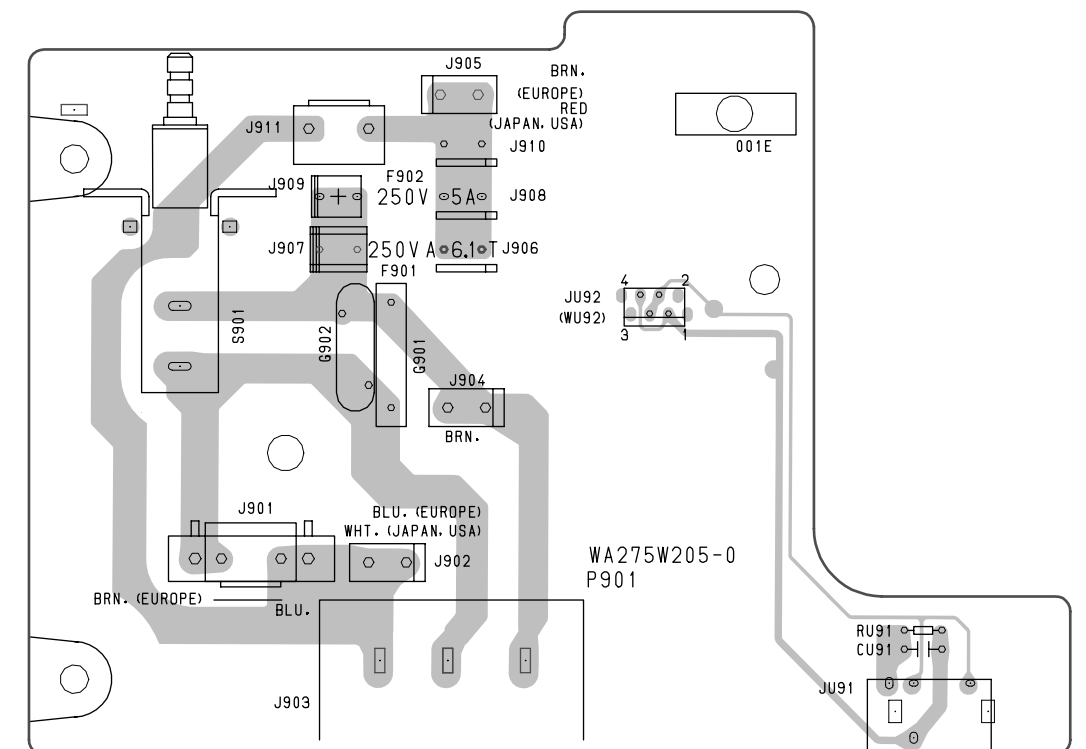 J905
BRN.
(EUROPE)
RED
(JAPAN, USA)
J911
J910
001E
F902
J909
250V 5A
J908
J907
250V A 6.1 T
J906
F901
4 2
JU92
(WU92)
3 1
S901
G902
G901
J904
BRN.
J901
BLU. (EUROPE)
WHT. (JAPAN, USA)
J902
WA275W205-0
P901
BRN. (EUROPE)
BLU.
RU91
CU91
JU91
J903